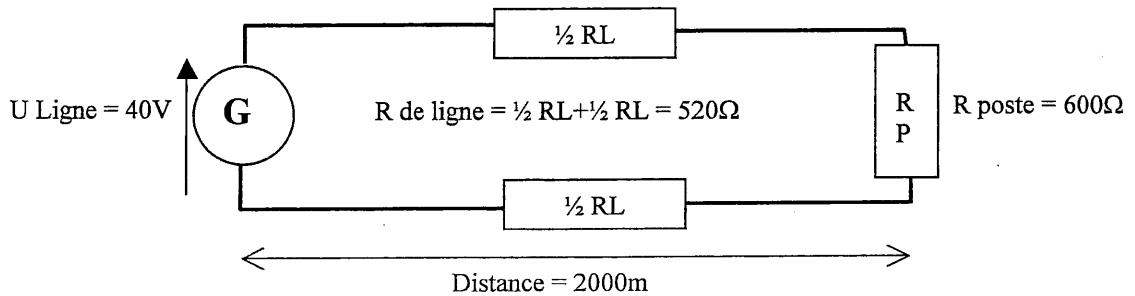 ½ RL
U Ligne = 40V
G
R de ligne = ½ RL+½ RL = 520Ω
R
P
R poste = 600Ω
½ RL
Distance = 2000m